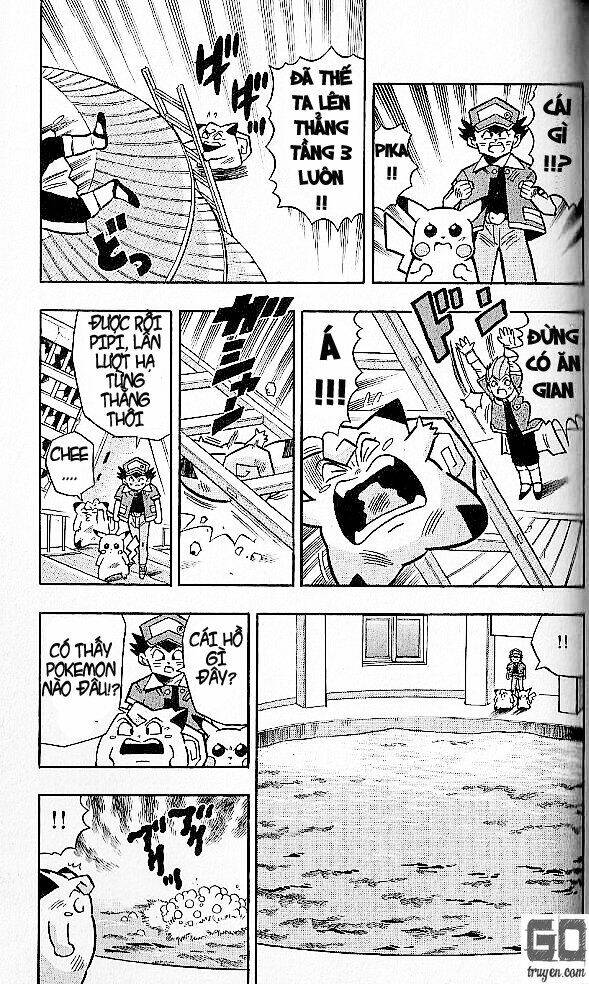 CÁI
GÌ
!!?
PIKA
!!
ĐÃ THẾ
TA LÊN
THẲNG
TẦNG 3
LUÔN
!!
ĐỪNG
CÓ ĂN
GIAN
Á
!!!
ĐƯỢC RỒI
PIPI, LẦN
LƯỢT HẠ
TỪNG
THẰNG
THÔI
CHEE
....
!!
CÁI HỒ
GÌ
ĐÂY?
CÓ THẤY
POKEMON
NÀO ĐÂU!?
!!
GO
truyen.com